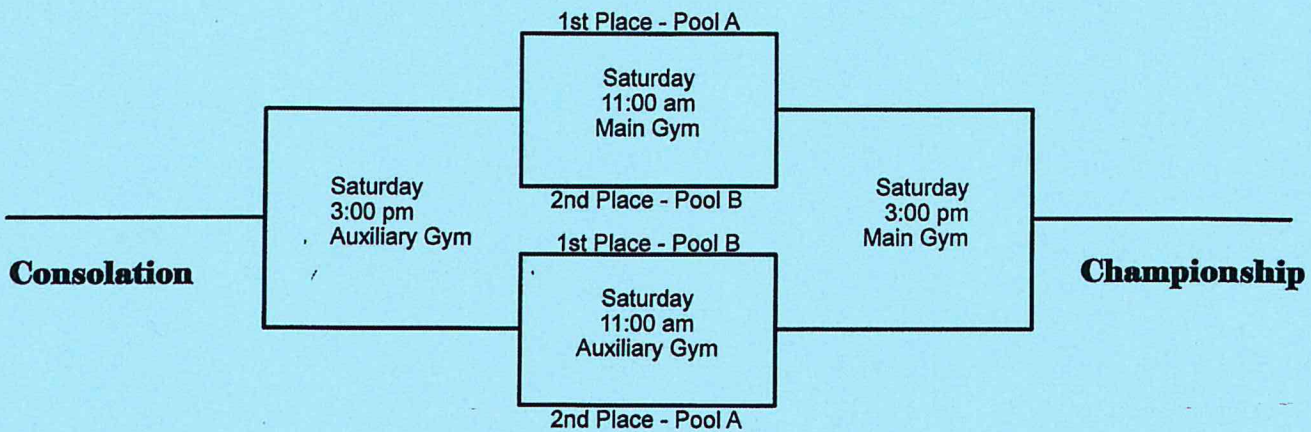 1st Place - Pool A
Saturday
11:00 am
Main Gym
2nd Place - Pool B
Saturday
3:00 pm
Auxiliary Gym
Saturday
3:00 pm
Main Gym
Consolation
Championship
1st Place - Pool B
Saturday
11:00 am
Auxiliary Gym
2nd Place - Pool A